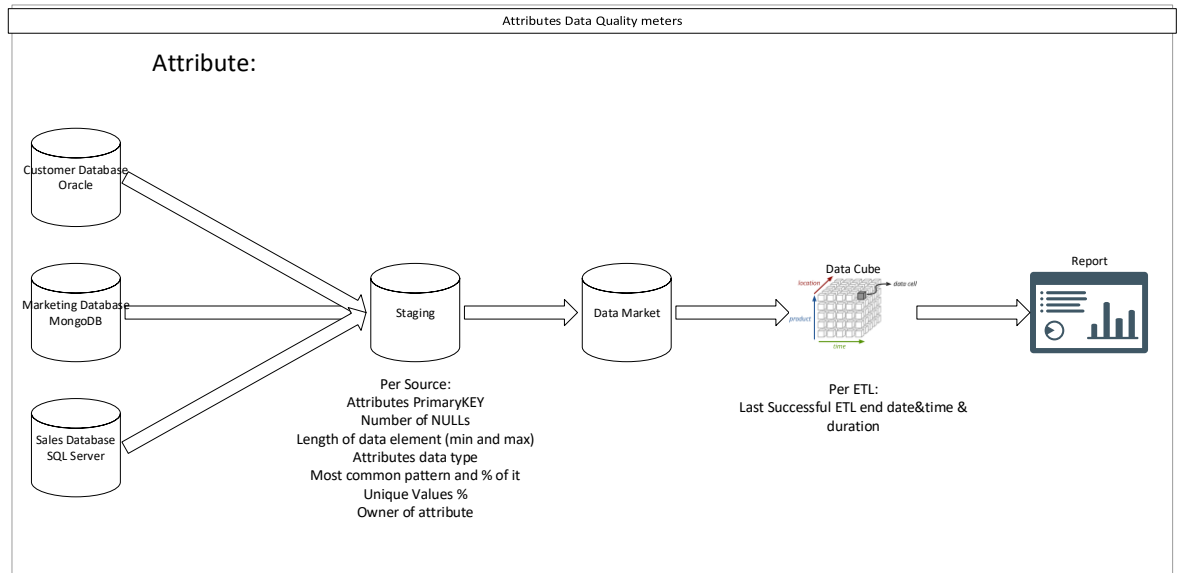 Attributes Data Quality meters
Attribute:
Customer Database
Oracle
Marketing Database
MongoDB
Sales Database
SQL Server
Staging
Data Market
Data Cube
location
data cell
product
time
Report
Per Source:
Attributes PrimaryKEY
Number of NULLs
Length of data element (min and max)
Attributes data type
Most common pattern and % of it
Unique Values %
Owner of attribute
Per ETL:
Last Successful ETL end date&time &
duration